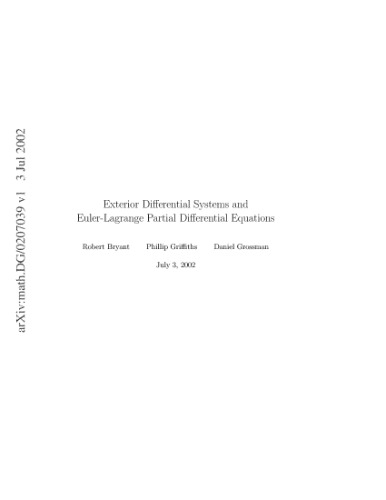 arXiv:math.DG/0207039 v1 3 Jul 2002
Exterior Differential Systems and
Euler-Lagrange Partial Differential Equations
Robert Bryant Phillip Griffiths Daniel Grossman
July 3, 2002